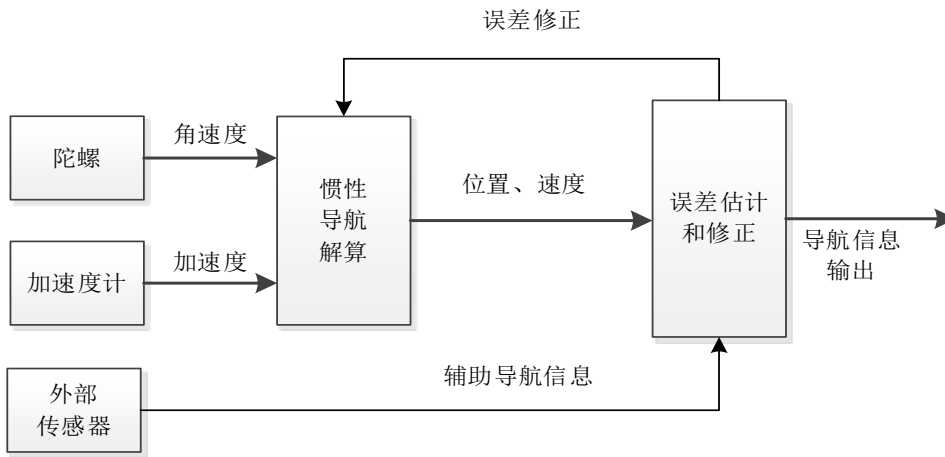 误差修正
陀螺
角速度
惯性
导航
解算
位置、速度
误差估计
和修正
导航信息
输出
加速度计
加速度
外部
传感器
辅助导航信息